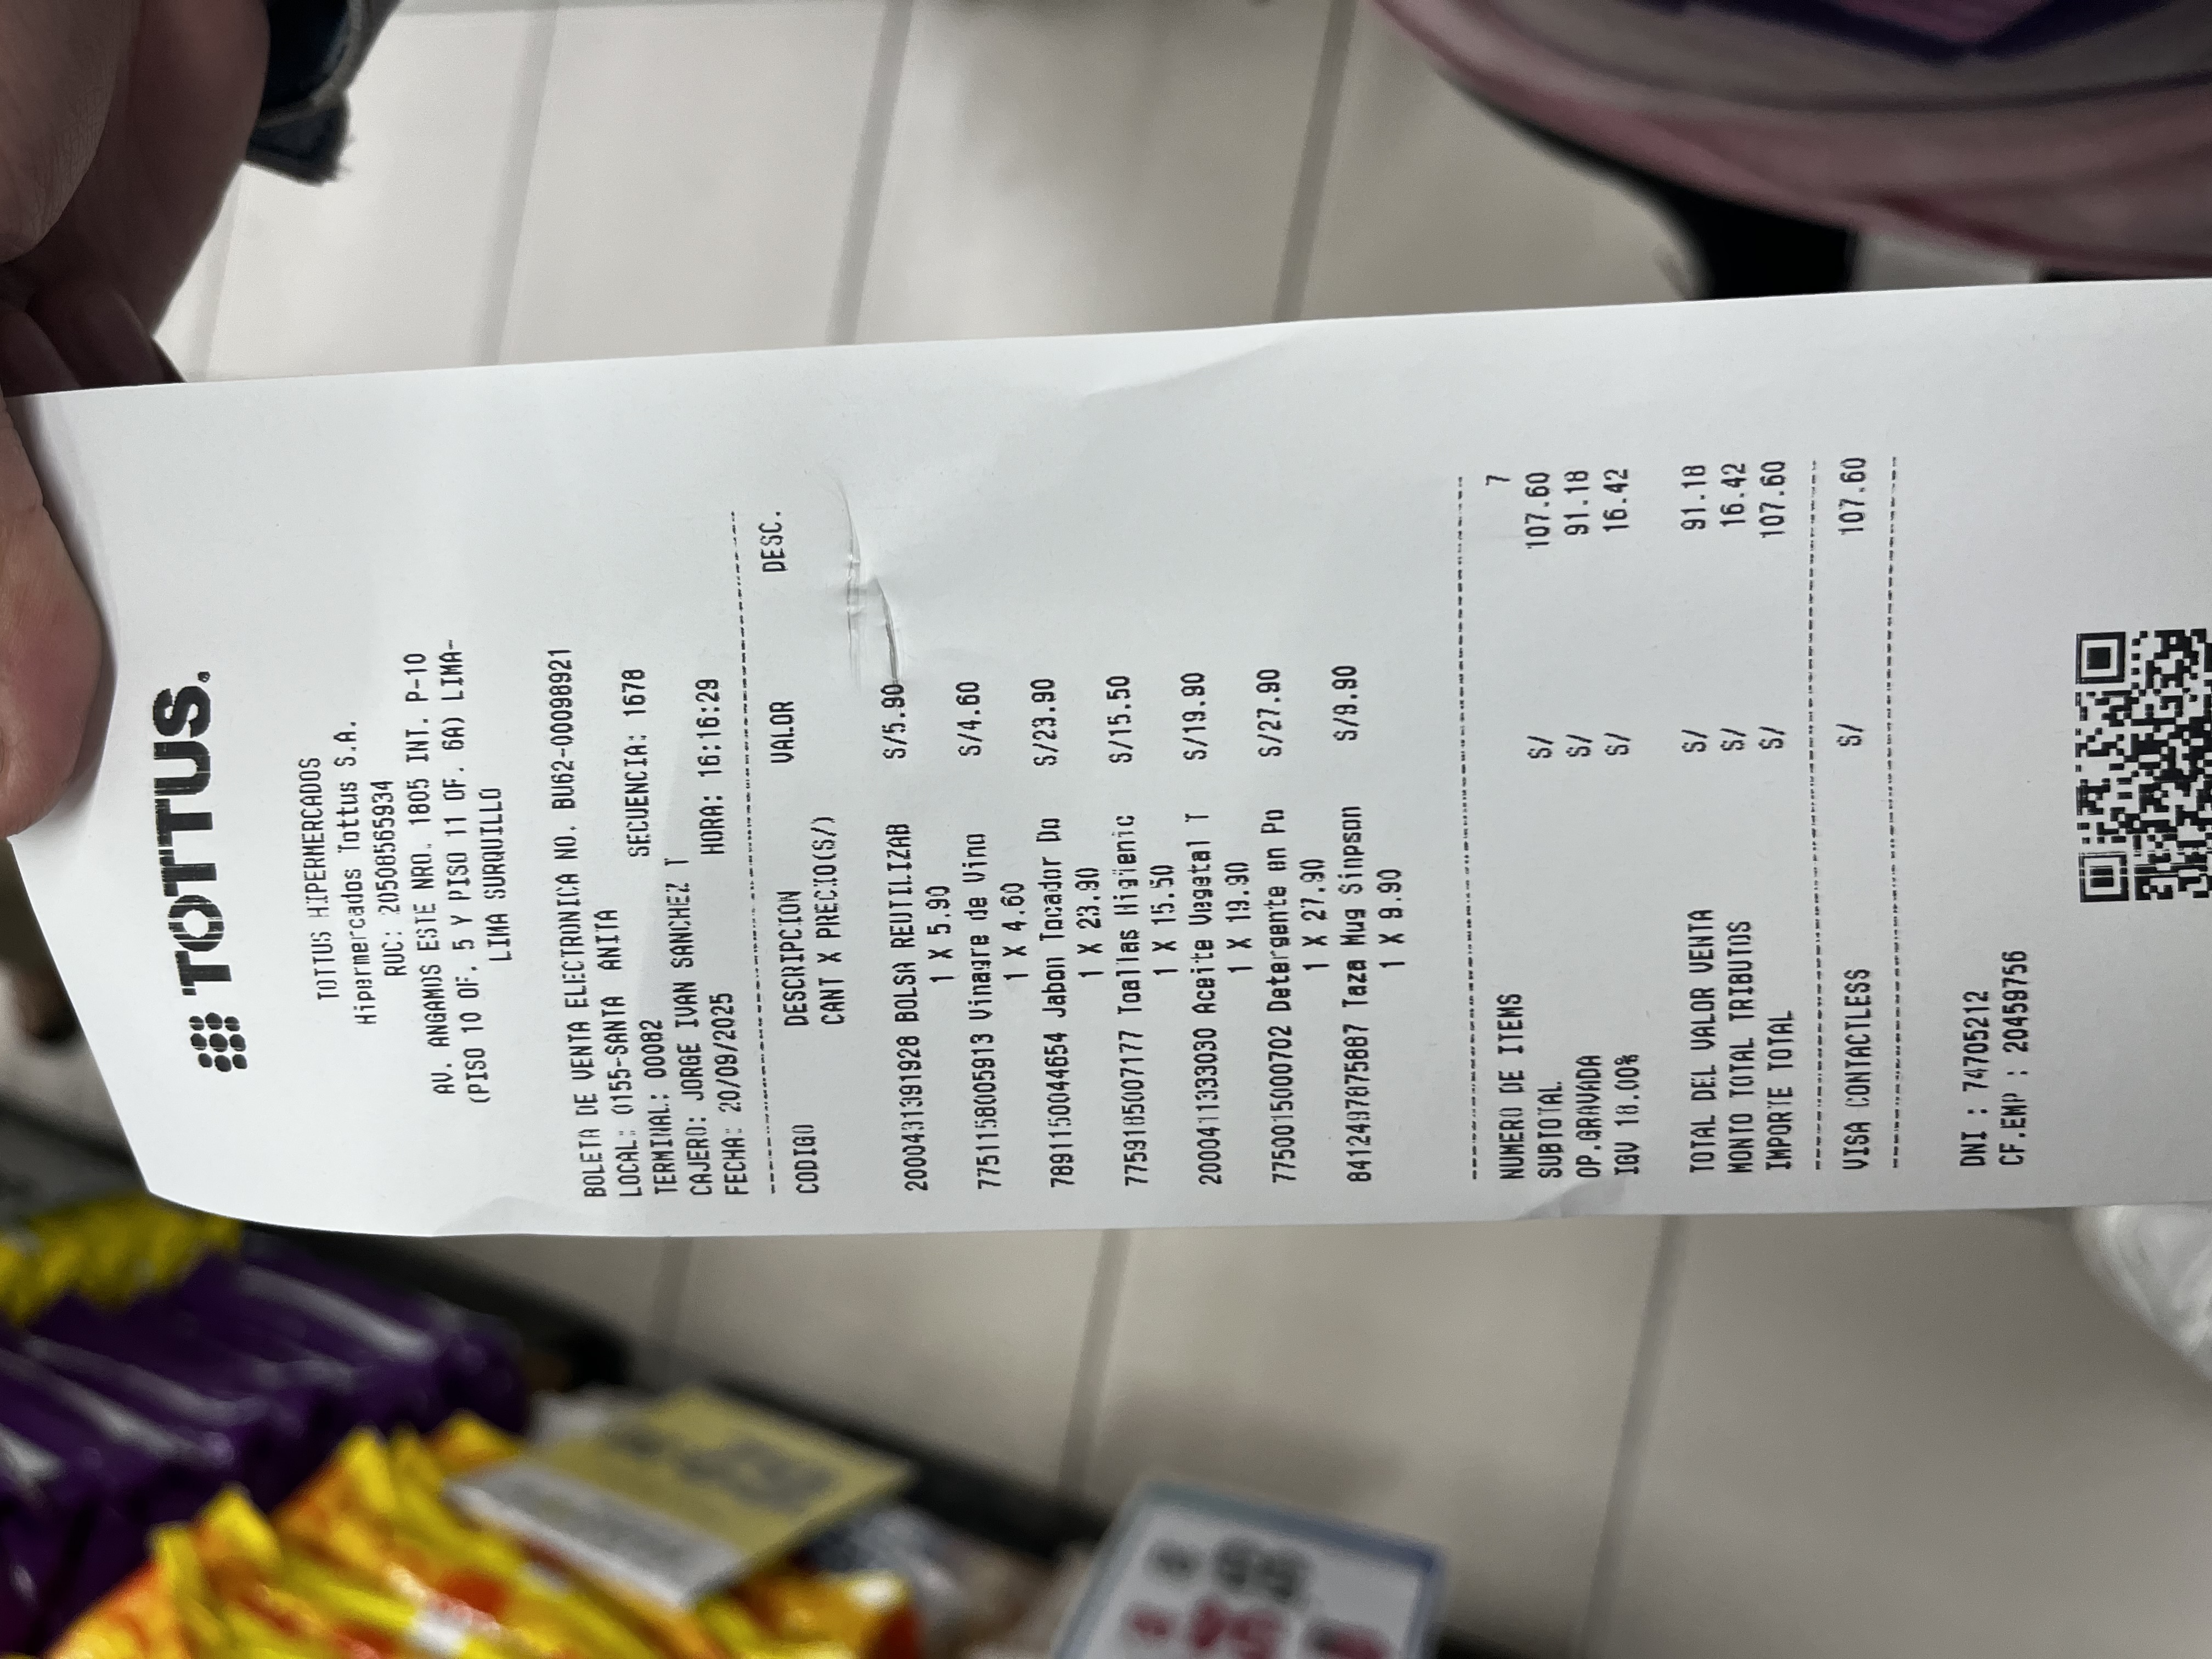 TOTTUS.
TOTTUS HIPERMERCADOS
Hipermercados Tottus S.A.
RUC: 20508565934
AV. ANGAMOS ESTE NRO. 1805 INT. P-10
(PISO 10 OF. 5 Y PISO 11 OF. 6A) LIMA-
LIMA SURQUILLO
BOLETA DE VENTA ELECTRONICA NO. BU62-00098921
LOCAL: 0155-SANTA ANITA
TERMINAL: 00082 SECUENCIA: 1678
CAJERO: JORGE IVAN SANCHEZ T
FECHA: 20/09/2025 HORA: 16:16:29
CODIGO DESCRIPCION VALOR DESC.
CANT X PRECIO(S/)
2000431391928 BOLSA REUTILIZAB S/5.90
1 X 5.90
7751158005913 Vinagre de Vino S/4.60
1 X 4.60
7891150044654 Jabon Tocador Do S/23.90
1 X 23.90
7759185007177 Toallas Higienic S/15.50
1 X 15.50
2000411333030 Aceite Vegetal T S/19.90
1 X 19.90
7750015000702 Detergente en Po S/27.90
1 X 27.90
8412497875887 Taza Mug Sinpson S/9.90
1 X 9.90
NUMERO DE ITEMS 7
SUBTOTAL S/ 107.60
OP.GRAVADA S/ 91.18
IGV 18.00% S/ 16.42
TOTAL DEL VALOR VENTA S/ 91.18
MONTO TOTAL TRIBUTOS S/ 16.42
IMPORTE TOTAL S/ 107.60
VISA CONTACTLESS S/ 107.60
DNI : 74705212
CF.EMP : 20459756